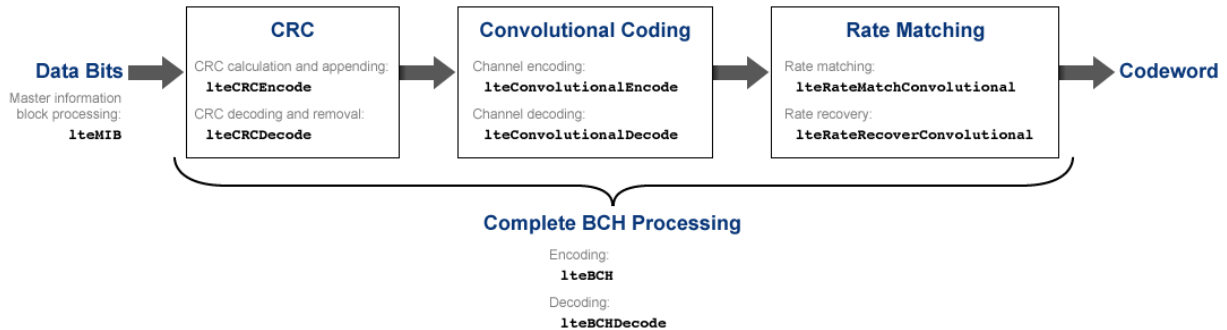 Data Bits
Master information
block processing:
lteMIB
CRC
CRC calculation and appending:
lteCRCEncode
CRC decoding and removal:
lteCRCDecode
Convolutional Coding
Channel encoding:
lteConvolutionalEncode
Channel decoding:
lteConvolutionalDecode
Rate Matching
Rate matching:
lteRateMatchConvolutional
Rate recovery:
lteRateRecoverConvolutional
Codeword
Complete BCH Processing
Encoding:
lteBCH
Decoding:
lteBCHDecode